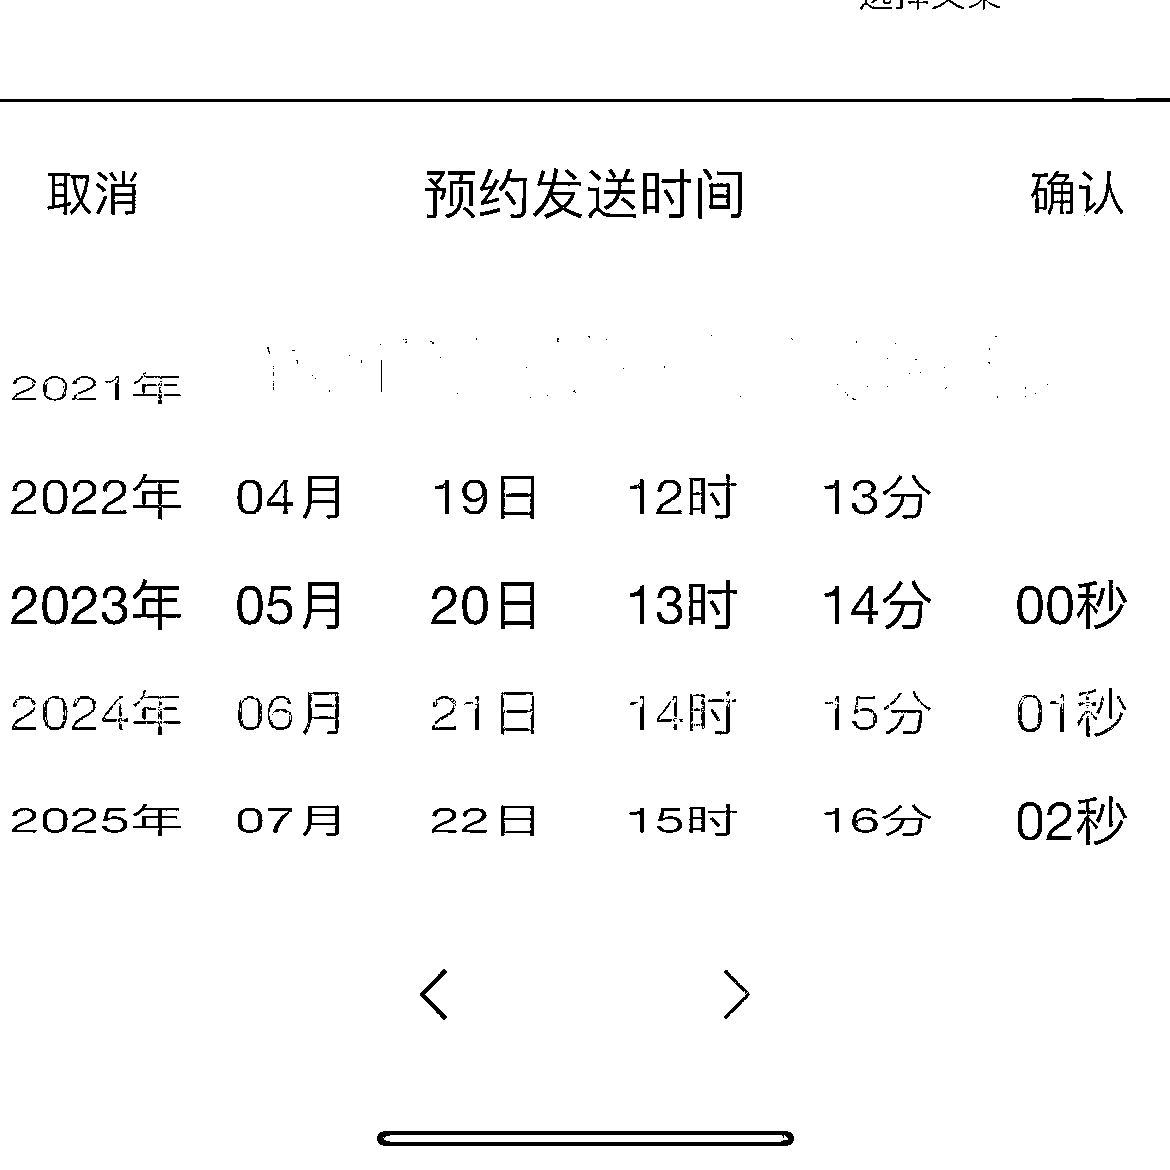 取消 预约发送时间 确认
2021年
2022年 04月 19日 12时 13分
2023年 05月 20日 13时 14分 00秒
2024年 06月 21日 14时 15分 01秒
2025年 07月 22日 15时 16分 02秒